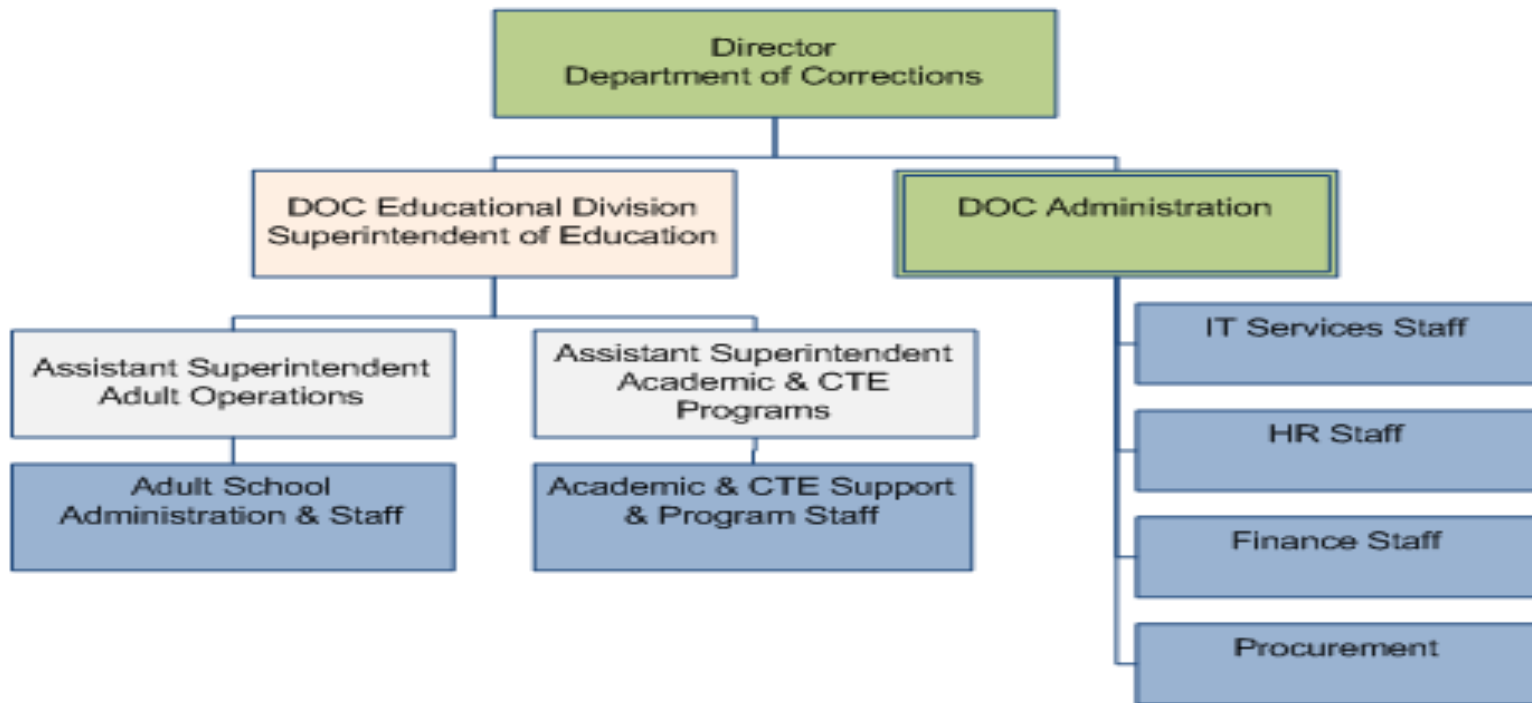 Director
Department of Corrections
DOC Educational Division
Superintendent of Education
DOC Administration
Assistant Superintendent
Adult Operations
Assistant Superintendent
Academic & CTE
Programs
Adult School
Administration & Staff
Academic & CTE Support
& Program Staff
IT Services Staff
HR Staff
Finance Staff
Procurement